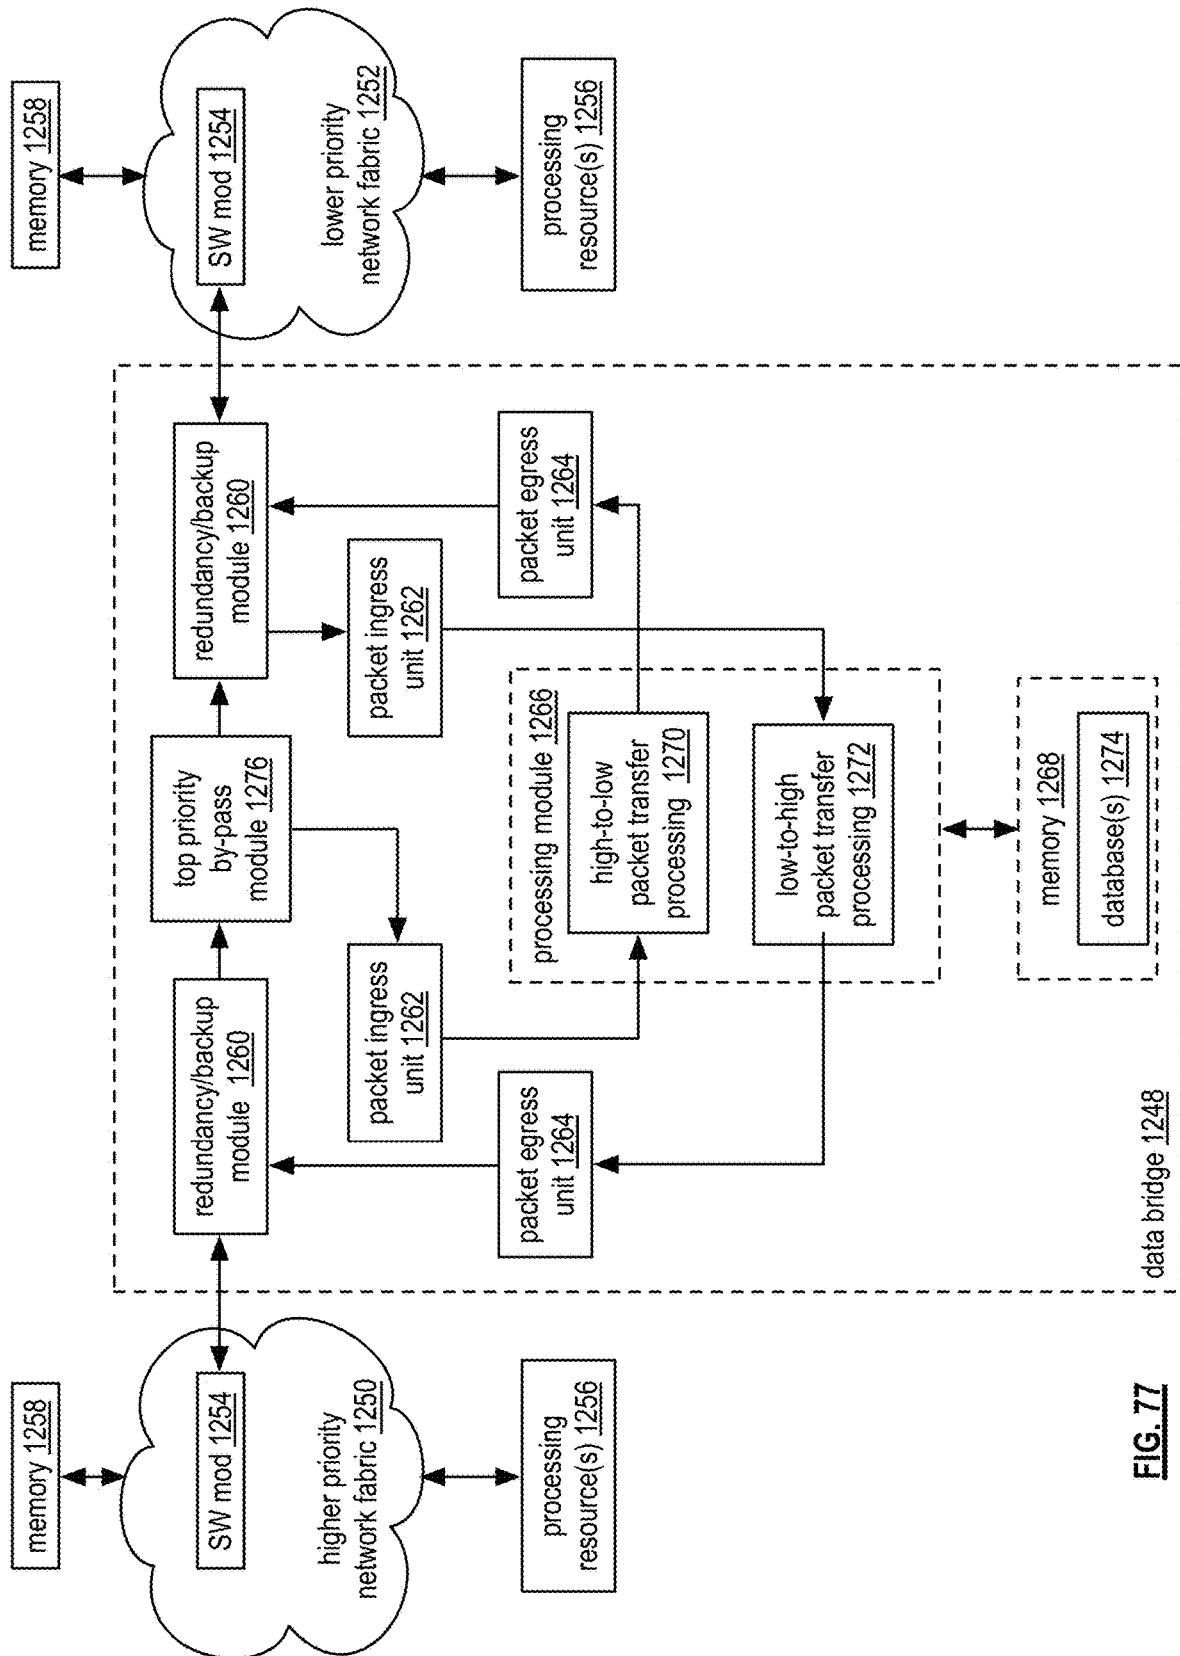 memory 1258
SW mod 1254
higher priority
network fabric 1250
processing
resource(s) 1256
redundancy/backup
module 1260
top priority
by-pass
module 1276
redundancy/backup
module 1260
packet ingress
unit 1262
packet ingress
unit 1262
packet egress
unit 1264
packet egress
unit 1264
processing module 1266
high-to-low
packet transfer
processing 1270
low-to-high
packet transfer
processing 1272
memory 1268
database(s) 1274
data bridge 1248
memory 1258
SW mod 1254
lower priority
network fabric 1252
processing
resource(s) 1256
FIG. 77